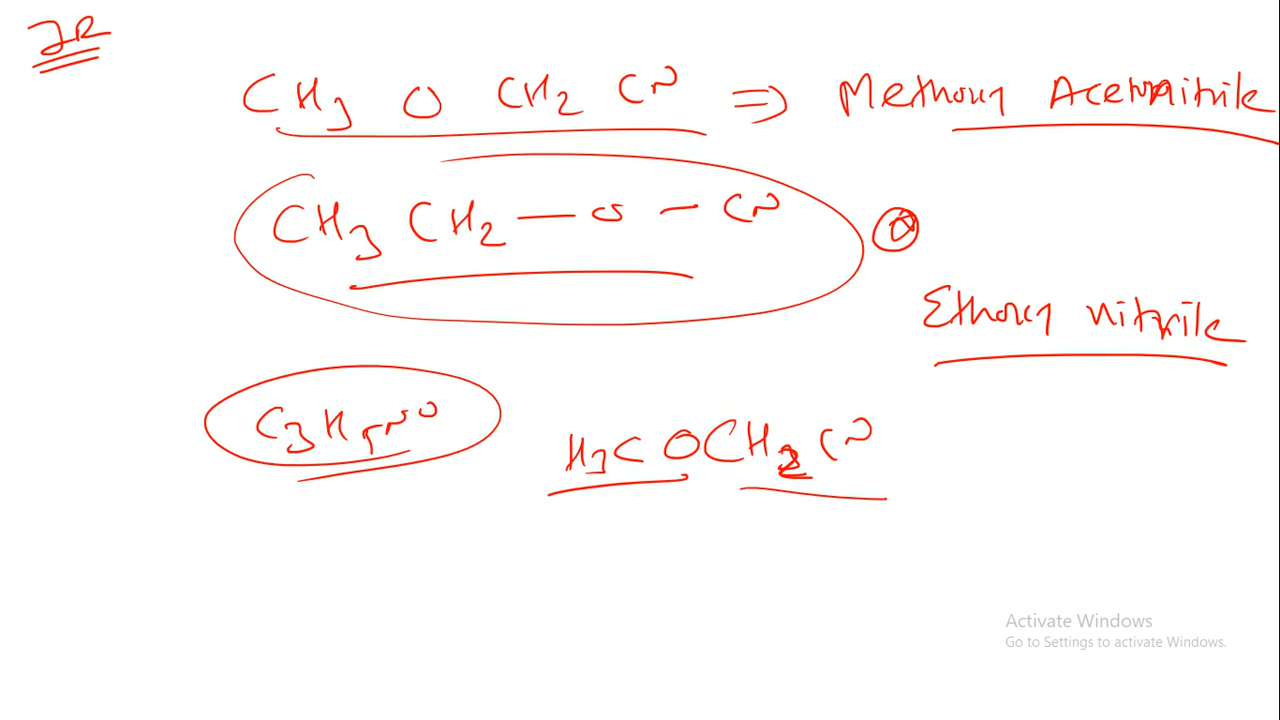 IR
CH3 O CH2 CN => Methoxy Acetonitrile
CH3 CH2 — O — CN
Ethoxy nitrile
C3H5NO
H3C OCH2 CN
Activate Windows
Go to Settings to activate Windows.